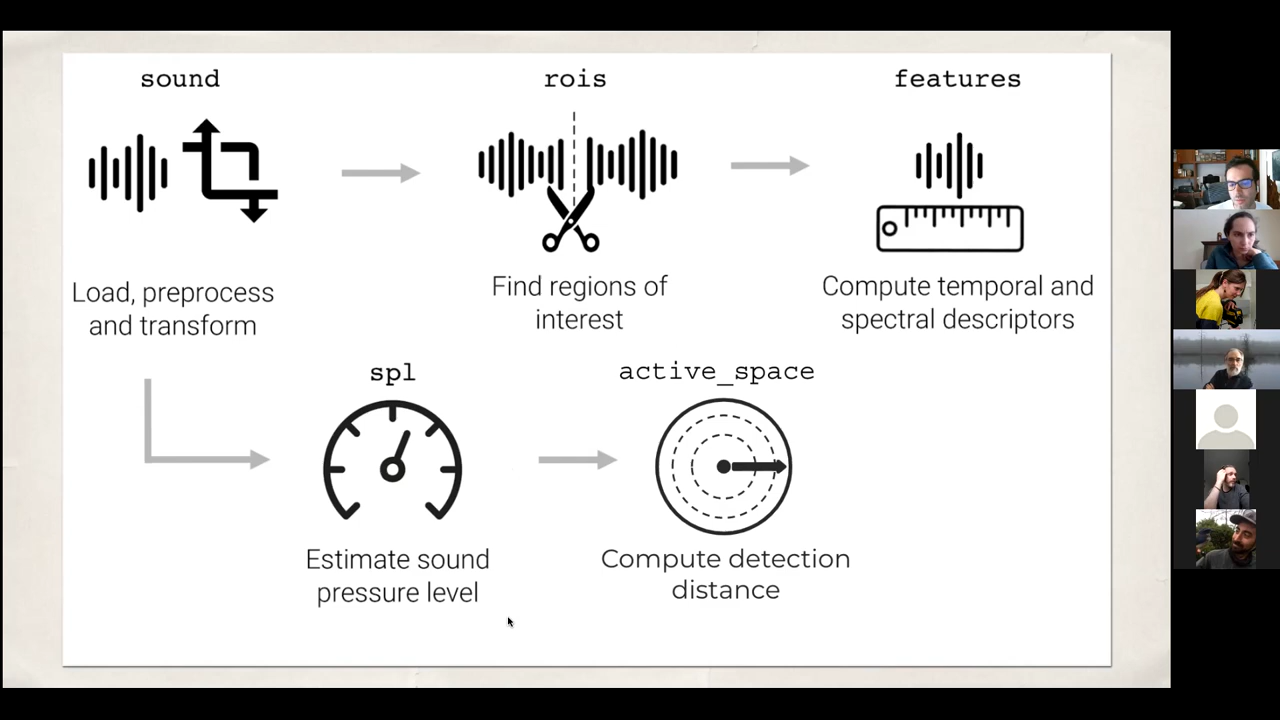 sound
rois
features
Load, preprocess
and transform
Find regions of
interest
Compute temporal and
spectral descriptors
spl
active_space
Estimate sound
pressure level
Compute detection
distance